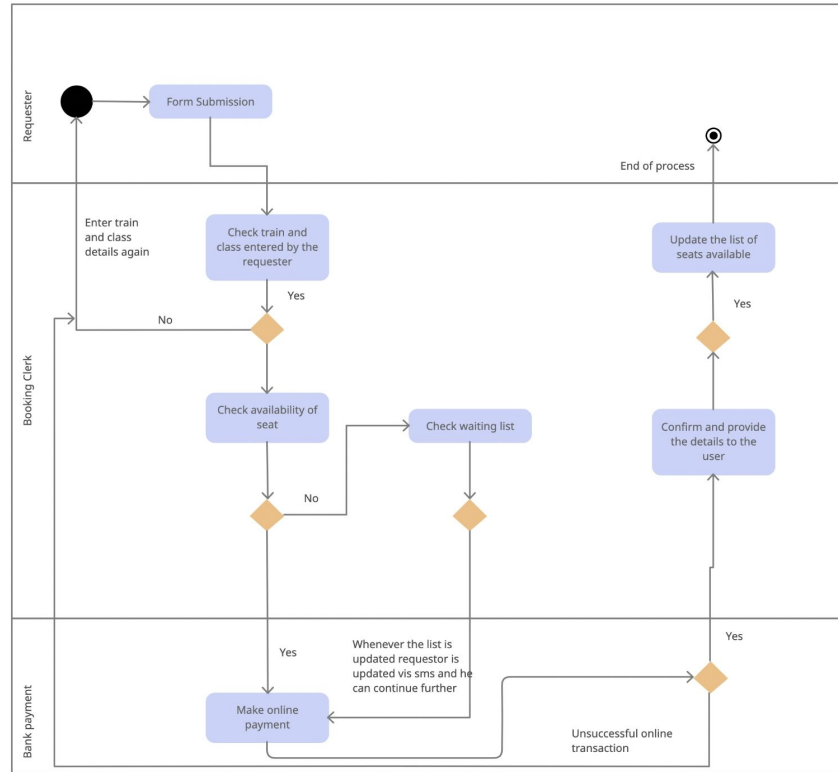 Requester
Form Submission
End of process
Booking Clerk
Enter train
and class
details again
Check train and
class entered by the
requester
Update the list of
seats available
Yes
Yes
No
Check availability of
seat
Check waiting list
Confirm and provide
the details to the
user
No
Bank payment
Yes
Whenever the list is
updated requestor is
updated vis sms and he
can continue further
Yes
Make online
payment
Unsuccessful online
transaction